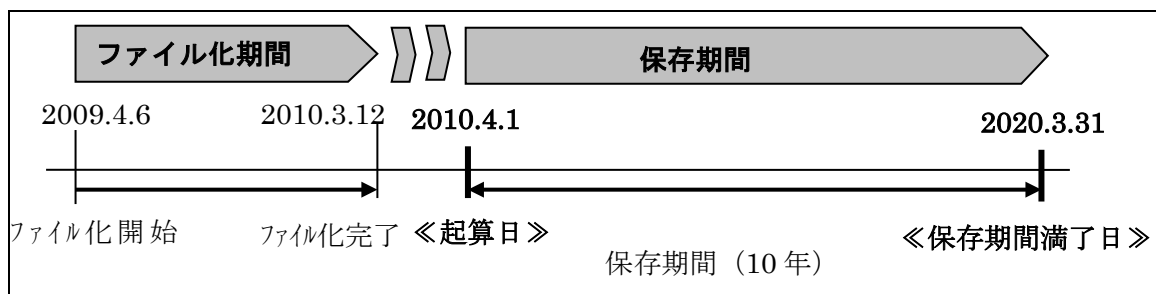 ファイル化期間
保存期間
2009.4.6
2010.3.12
2010.4.1
2020.3.31
ファイル化開始
ファイル化完了
≪起算日≫
≪保存期間満了日≫
保存期間（10 年）